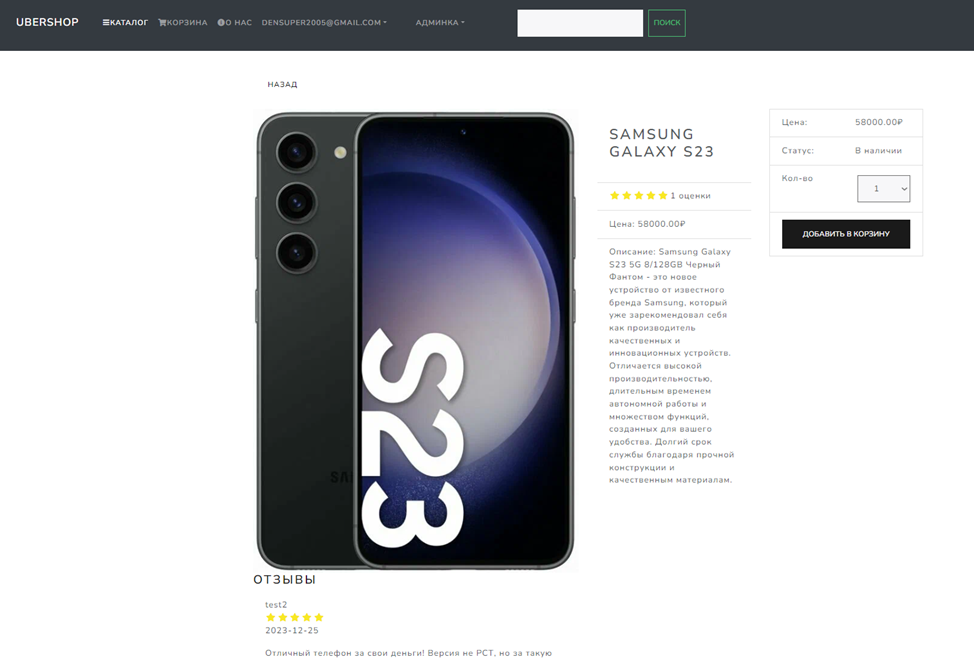 UBERSHOP КАТАЛОГ КОРЗИНА О НАС DENSUPER2005@GMAIL.COM АДМИНКА ПОИСК
НАЗАД
S23
SAMSUNG
GALAXY S23
1 оценки
Цена: 58000.00₽
Описание: Samsung Galaxy
S23 5G 8/128GB Черный
Фантом - это новое
устройство от известного
бренда Samsung, который
уже зарекомендовал себя
как производитель
качественных и
инновационных устройств.
Отличается высокой
производительностью,
длительным временем
автономной работы и
множеством функций,
созданных для вашего
удобства. Долгий срок
службы благодаря прочной
конструкции и
качественным материалам.
Цена: 58000.00₽
Статус: В наличии
Кол-во 1
ДОБАВИТЬ В КОРЗИНУ
ОТЗЫВЫ
test2
2023-12-25
Отличный телефон за свои деньги! Версия не РСТ, но за такую